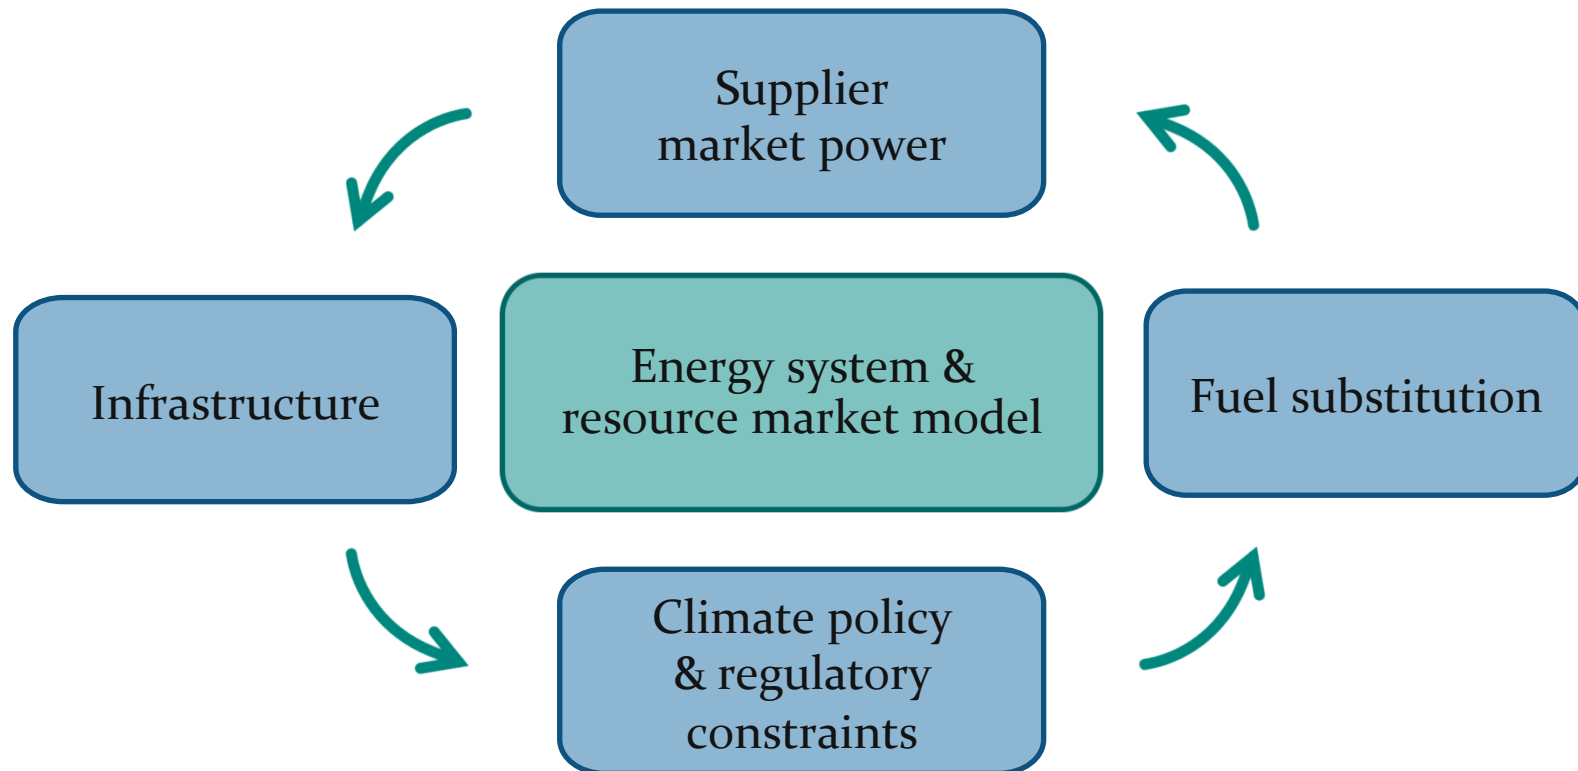 Supplier
market power
Infrastructure
Energy system &
resource market model
Fuel substitution
Climate policy
& regulatory
constraints